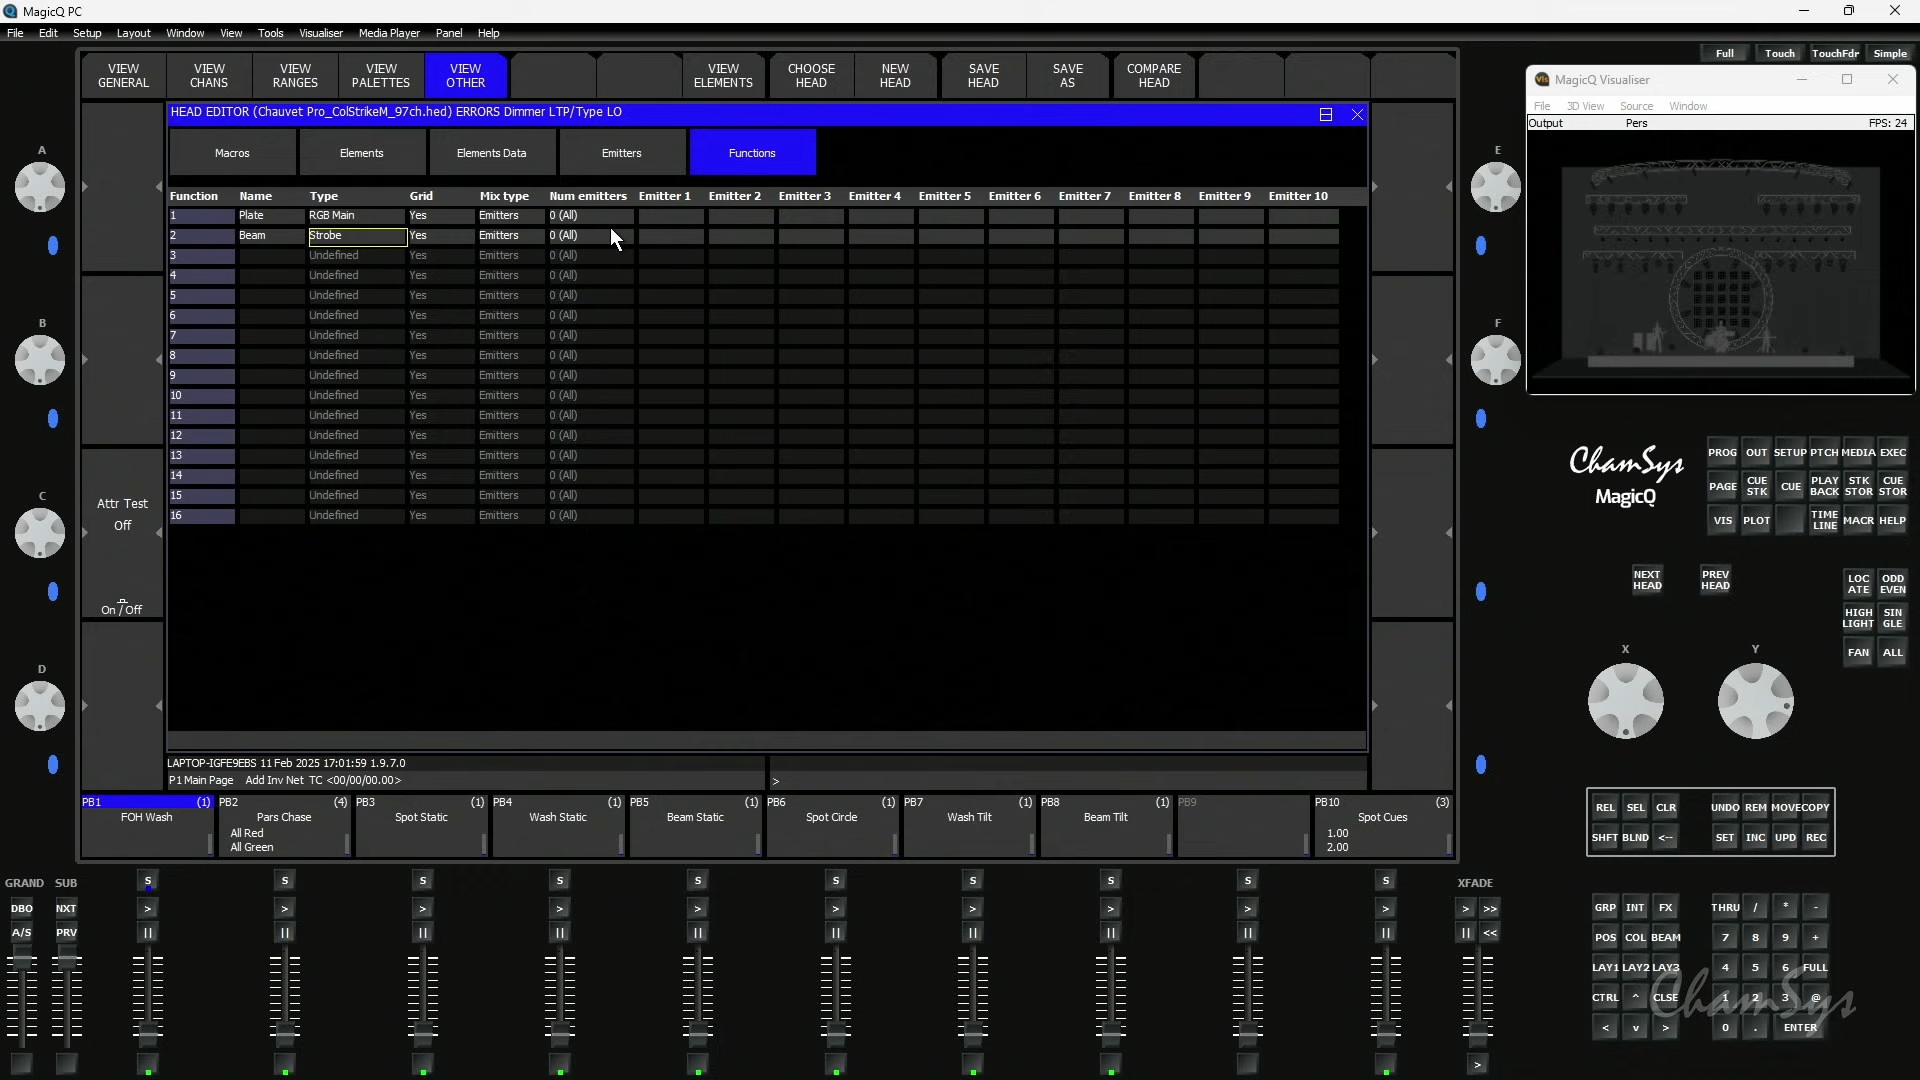 MagicQ PC
File Edit Setup Layout Window View Tools Visualiser Media Player Panel Help
Full Touch TouchFdr Simple
VIEW GENERAL
VIEW CHANS
VIEW RANGES
VIEW PALETTES
VIEW OTHER
VIEW ELEMENTS
CHOOSE HEAD
NEW HEAD
SAVE HEAD
SAVE AS
COMPARE HEAD
HEAD EDITOR (Chauvet Pro_ColStrikeM_97ch.hed) ERRORS Dimmer LTP/Type LO
Macros Elements Elements Data Emitters Functions
Function Name Type Grid Mix type Num emitters Emitter 1 Emitter 2 Emitter 3 Emitter 4 Emitter 5 Emitter 6 Emitter 7 Emitter 8 Emitter 9 Emitter 10
1 Plate RGB Main Yes Emitters 0 (All)
2 Beam Strobe Yes Emitters 0 (All)
3 Undefined Yes Emitters 0 (All)
4 Undefined Yes Emitters 0 (All)
5 Undefined Yes Emitters 0 (All)
6 Undefined Yes Emitters 0 (All)
7 Undefined Yes Emitters 0 (All)
8 Undefined Yes Emitters 0 (All)
9 Undefined Yes Emitters 0 (All)
10 Undefined Yes Emitters 0 (All)
11 Undefined Yes Emitters 0 (All)
12 Undefined Yes Emitters 0 (All)
13 Undefined Yes Emitters 0 (All)
14 Undefined Yes Emitters 0 (All)
15 Undefined Yes Emitters 0 (All)
16 Undefined Yes Emitters 0 (All)
A
B
C
D
Attr Test
Off
On / Off
E
F
Vis MagicQ Visualiser
File 3D View Source Window
Output Pers FPS: 24
ChamSys
MagicQ
PROG OUT SETUP PTCH MEDIA EXEC
PAGE CUE STK CUE PLAY BACK STK STOR CUE STOR
VIS PLOT TIME LINE MACR HELP
NEXT HEAD PREV HEAD
LOC ATE ODD EVEN
HIGH LIGHT SIN GLE
FAN ALL
X Y
LAPTOP-IGFE9EBS 11 Feb 2025 17:01:59 1.9.7.0
P1 Main Page Add Inv Net TC <00/00/00.00>
>
PB1 (1) PB2 (4) PB3 (1) PB4 (1) PB5 (1) PB6 (1) PB7 (1) PB8 (1) PB9 PB10 (3)
FOH Wash Pars Chase Spot Static Wash Static Beam Static Spot Circle Wash Tilt Beam Tilt Spot Cues
All Red 1.00
All Green 2.00
REL SEL CLR UNDO REM MOVE COPY
SHFT BLND <-- SET INC UPD REC
GRAND SUB S S S S S S S S S S XFADE
DBO NXT > > > > > > > > > > > >>
A/S PRV || || || || || || || || || || || <<
>
GRP INT FX THRU / * -
POS COL BEAM 7 8 9 +
LAY1 LAY2 LAY3 4 5 6 FULL
CTRL ^ CLSE 1 2 3 @
< v > 0 . ENTER
ChamSys